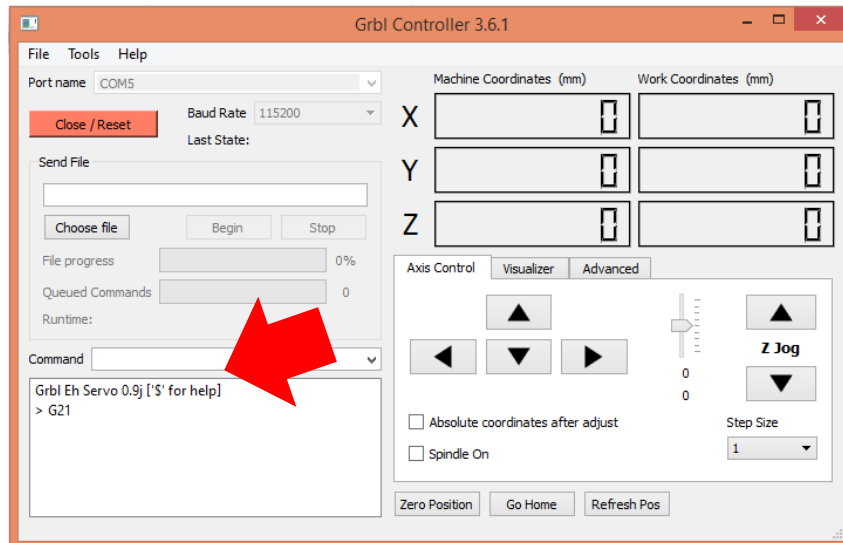 Grbl Controller 3.6.1
File Tools Help
Port name COM5
Close / Reset
Baud Rate 115200
Last State:
Send File
Choose file Begin Stop
File progress 0%
Queued Commands 0
Runtime:
Command
Grbl Eh Servo 0.9j ['$' for help]
> G21
Machine Coordinates (mm) Work Coordinates (mm)
X 0 0
Y 0 0
Z 0 0
Axis Control Visualizer Advanced
Z Jog
0
0
Absolute coordinates after adjust
Spindle On
Step Size
1
Zero Position Go Home Refresh Pos